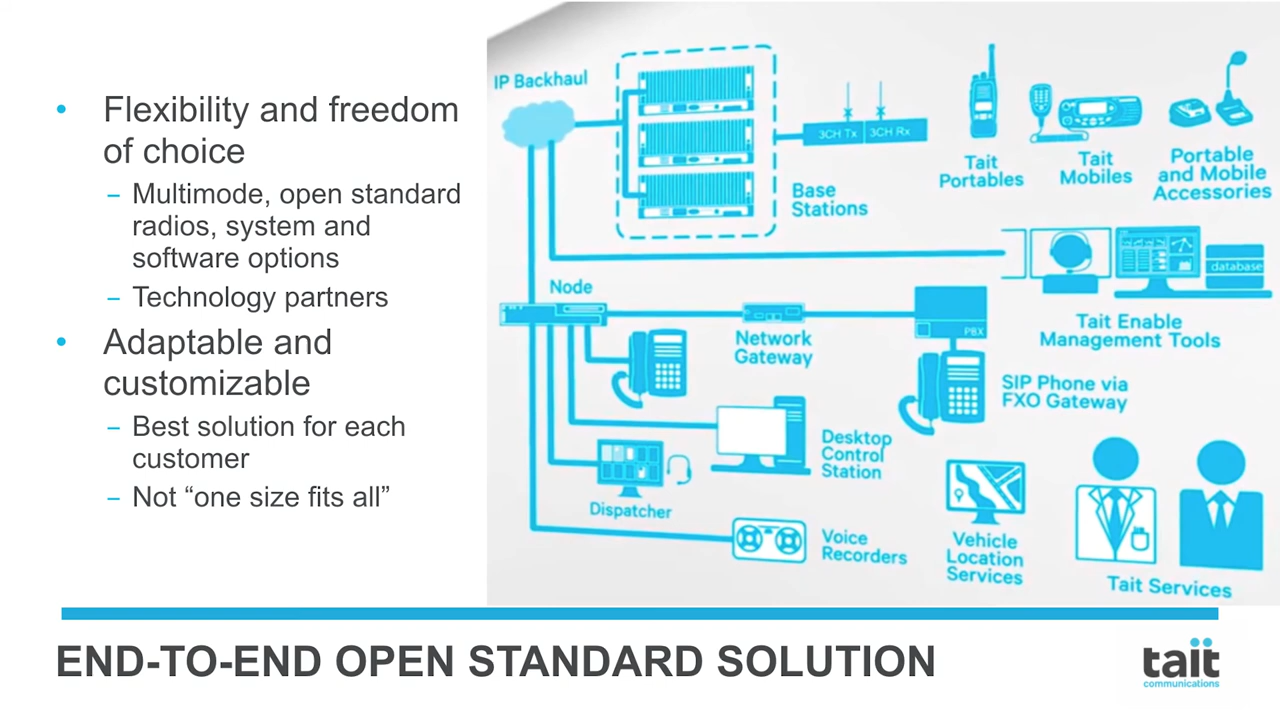 • Flexibility and freedom
of choice
– Multimode, open standard
radios, system and
software options
– Technology partners
• Adaptable and
customizable
– Best solution for each
customer
– Not “one size fits all”
IP Backhaul
3CH Tx
3CH Rx
Base
Stations
Tait
Portables
Tait
Mobiles
Portable
and Mobile
Accessories
database
Tait Enable
Management Tools
Node
Network
Gateway
PBX
SIP Phone via
FXO Gateway
Desktop
Control
Station
Dispatcher
Voice
Recorders
Vehicle
Location
Services
Tait Services
END-TO-END OPEN STANDARD SOLUTION
tait
communications